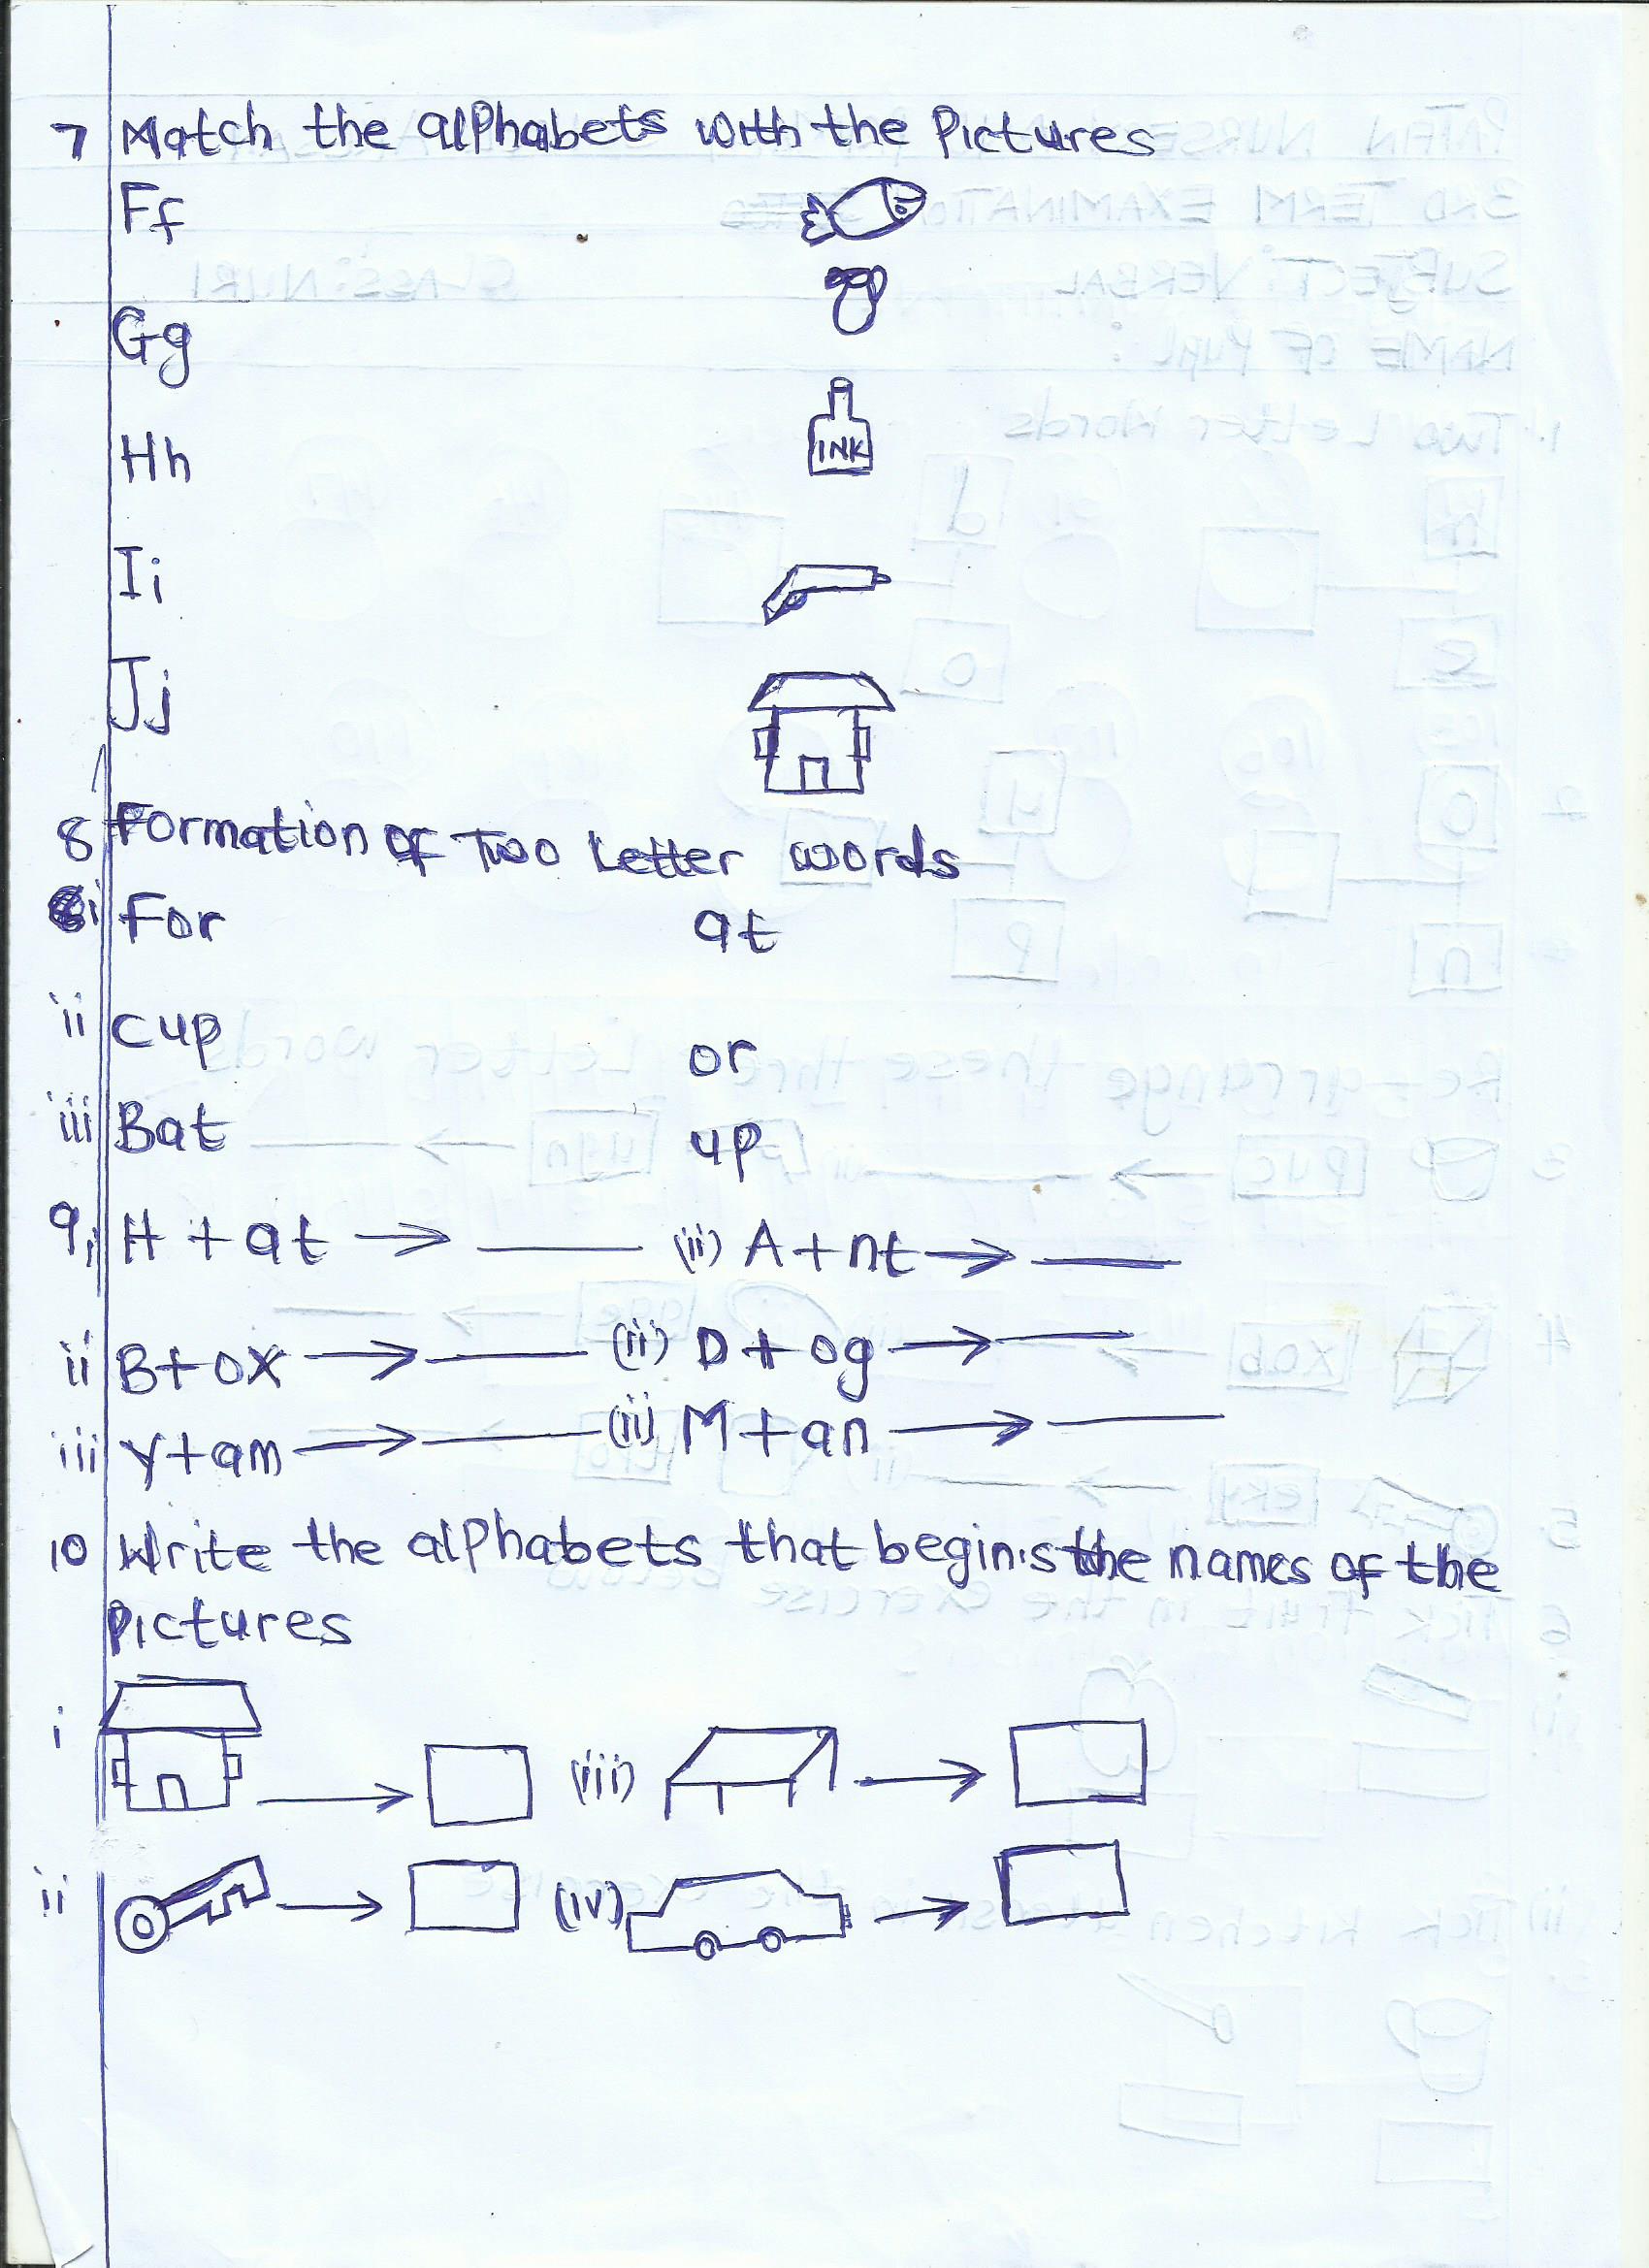 7 Match the alphabets with the Pictures
Ff
Gg
INK
Hh
Ii
Jj
8 Formation of Two Letter words
i For at
ii cup or
iii Bat up
9, i H + at → ____ (ii) A + nt → ____
ii B + ox → ____ (ii) D + og → ____
iii Y + am → ____ (ii) M + an → ____
10 Write the alphabets that begins the names of the
Pictures
i → (iii) →
ii → (iv) →